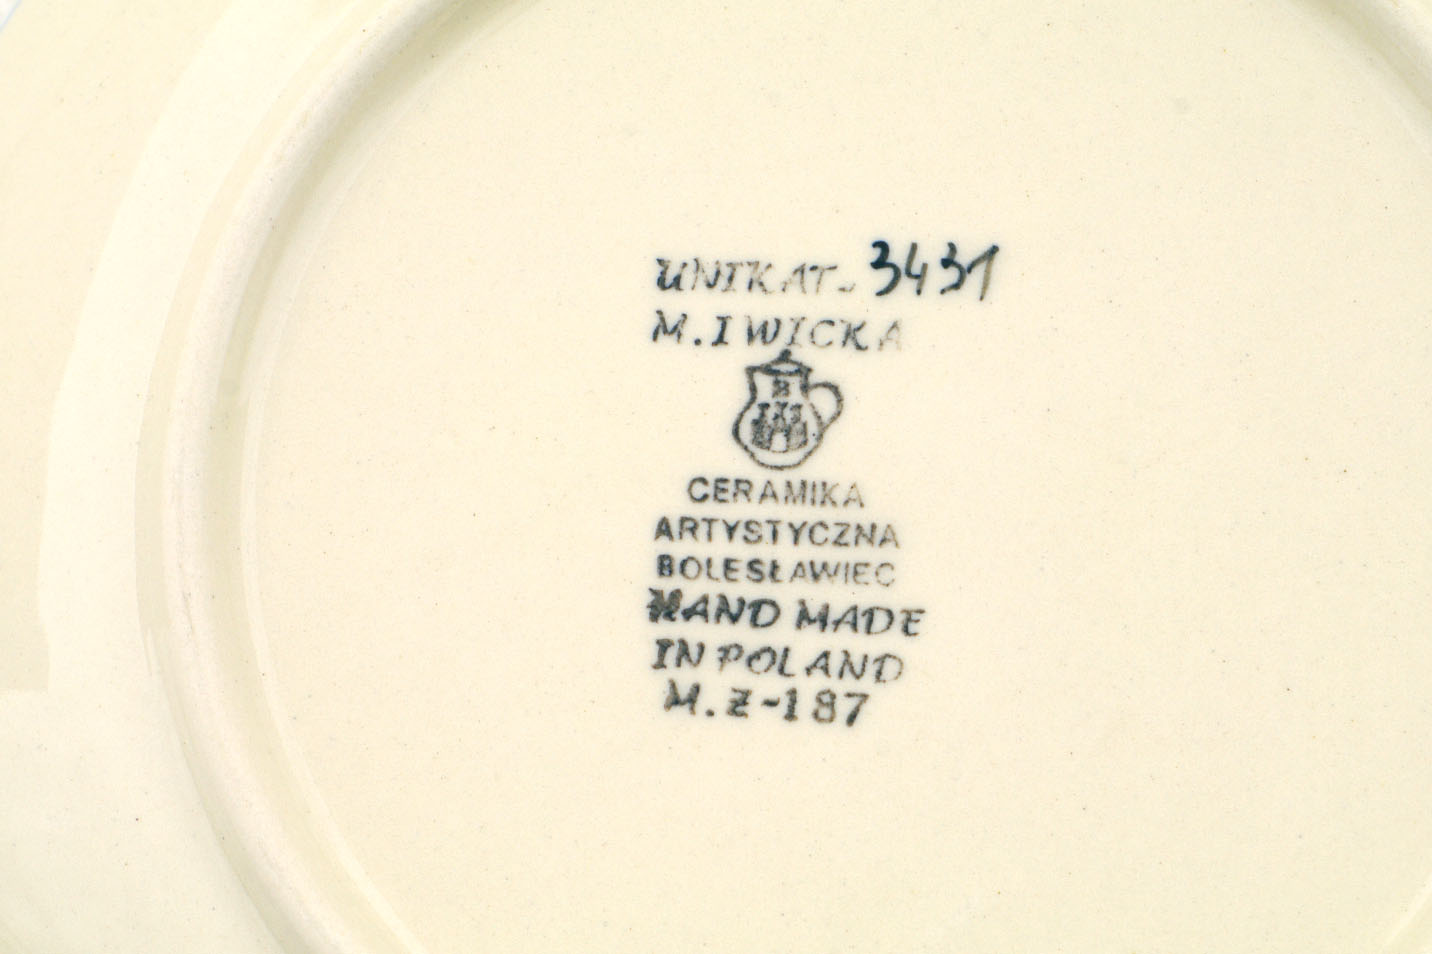 UNIKAT- 3431
M. IWICKA
CERAMIKA
ARTYSTYCZNA
BOLESŁAWIEC
HAND MADE
IN POLAND
M.Z-187